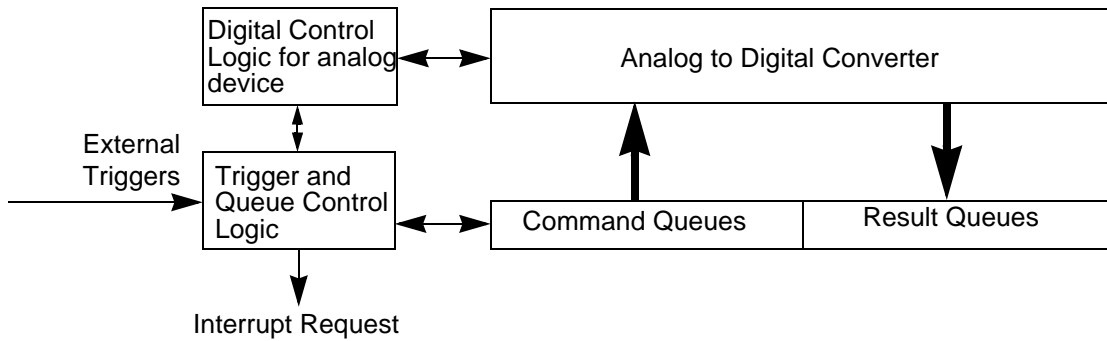 Digital Control
Logic for analog
device
Analog to Digital Converter
External
Triggers
Trigger and
Queue Control
Logic
Command Queues
Result Queues
Interrupt Request